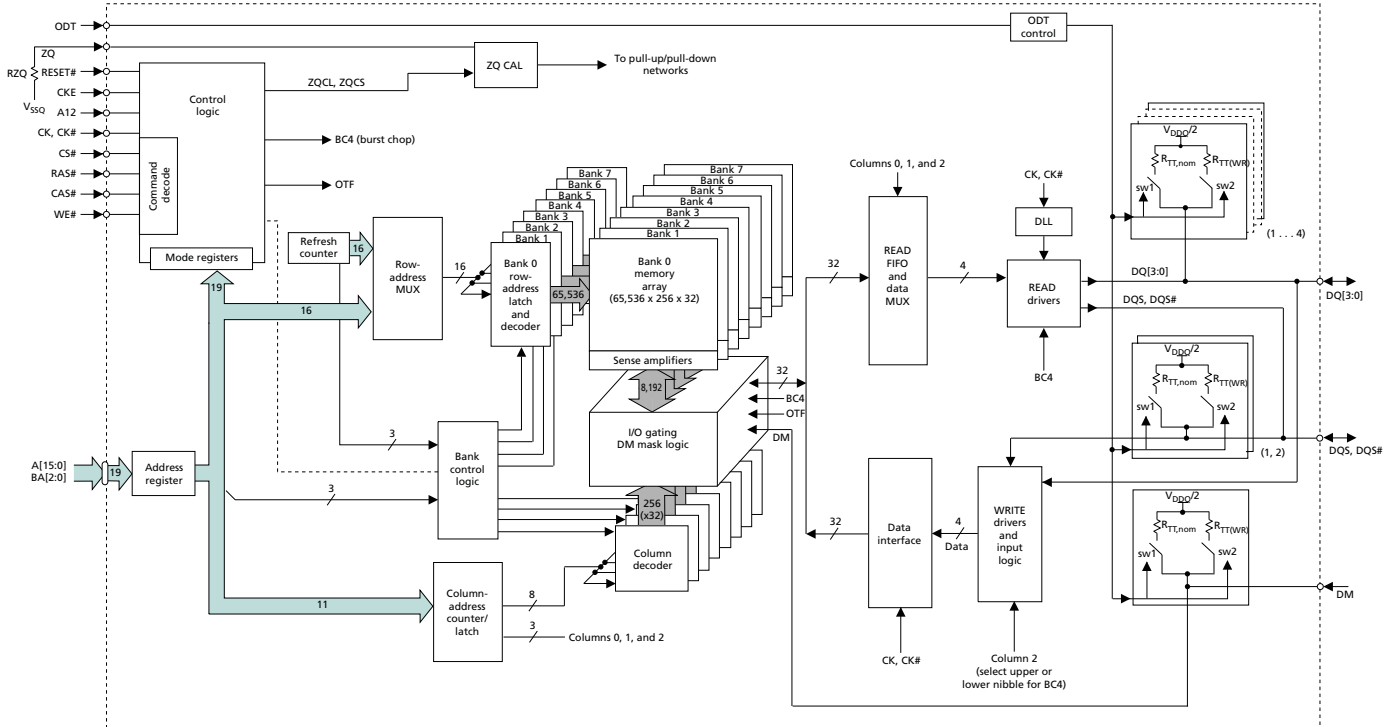 ODT
ODT
control
ZQ
RZQ
RESET#
CKE
VSSQ
A12
CK, CK#
CS#
RAS#
CAS#
WE#
Control
logic
Command
decode
Mode registers
ZQCL, ZQCS
ZQ CAL
To pull-up/pull-down
networks
BC4 (burst chop)
OTF
19
16
Refresh
counter
16
Row-
address
MUX
16
Bank 7
Bank 6
Bank 5
Bank 4
Bank 3
Bank 2
Bank 1
Bank 0
row-
address
latch
and
decoder
65,536
Bank 7
Bank 6
Bank 5
Bank 4
Bank 3
Bank 2
Bank 1
Bank 0
memory
array
(65,536 x 256 x 32)
Sense amplifiers
8,192
I/O gating
DM mask logic
32
BC4
OTF
DM
256
(x32)
Column
decoder
3
3
Bank
control
logic
A[15:0]
BA[2:0]
19
Address
register
11
Column-
address
counter/
latch
8
3
Columns 0, 1, and 2
Columns 0, 1, and 2
32
READ
FIFO
and
data
MUX
4
CK, CK#
DLL
READ
drivers
BC4
DQ[3:0]
DQS, DQS#
32
Data
interface
4
Data
WRITE
drivers
and
input
logic
CK, CK#
Column 2
(select upper or
lower nibble for BC4)
VDDQ/2
RTT,nom
RTT(WR)
sw1
sw2
(1 . . . 4)
DQ[3:0]
VDDQ/2
RTT,nom
RTT(WR)
sw1
sw2
(1, 2)
DQS, DQS#
VDDQ/2
RTT,nom
RTT(WR)
sw1
sw2
DM